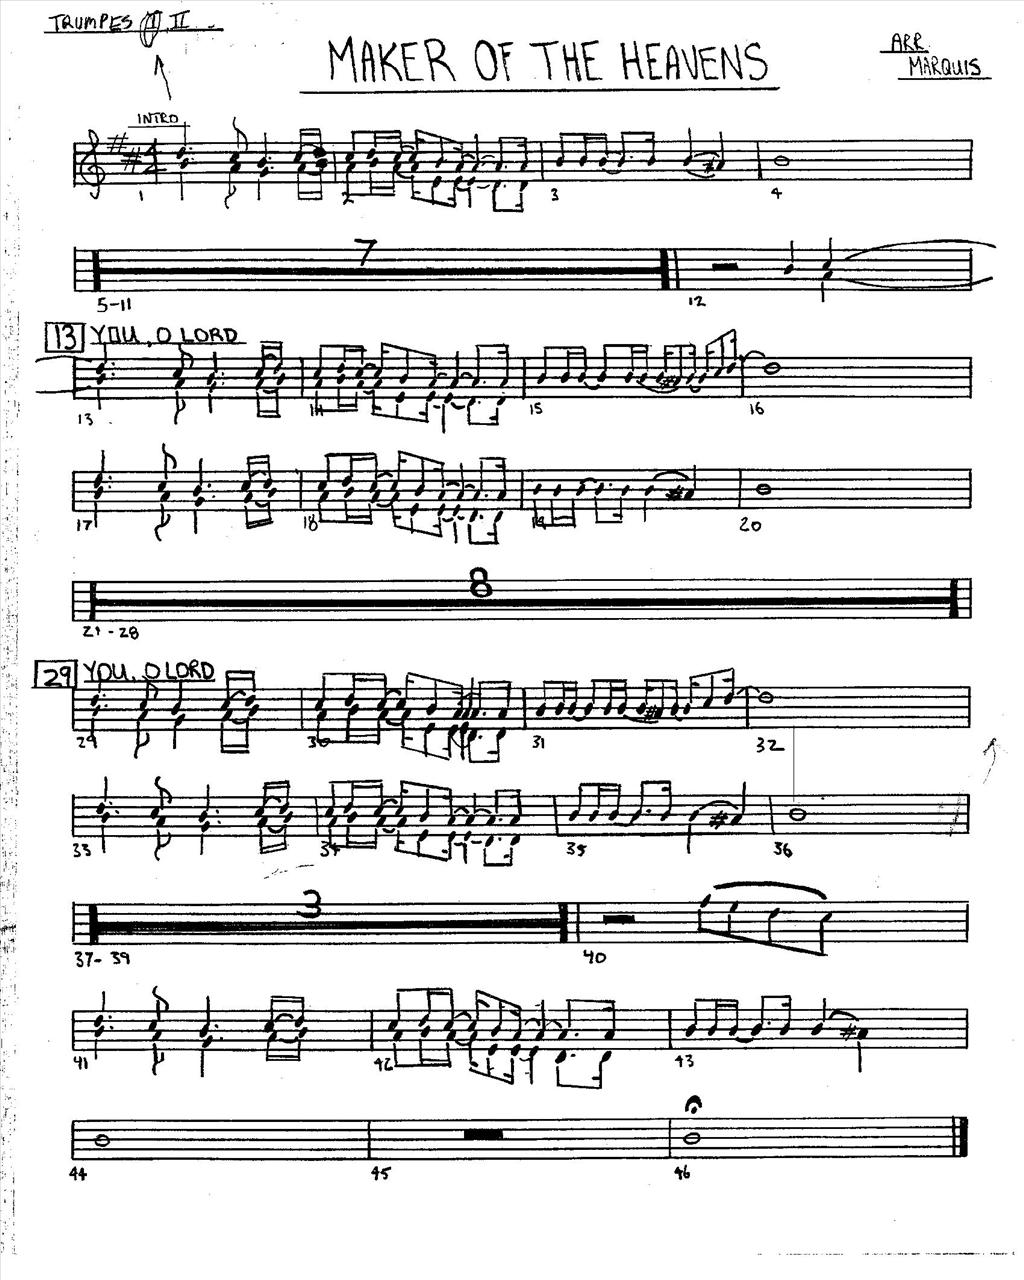 TRUMPES I, II
MAKER OF THE HEAVENS
ARR
MARQUIS
INTRO
1 2 3 4
7
5-11 12
13 YOU, O LORD
13 14 15 16
17 18 19 20
8
21-28
29 YOU, O LORD
29 30 31 32
33 34 35 36
3
37-39 40
41 42 43
44 45 46